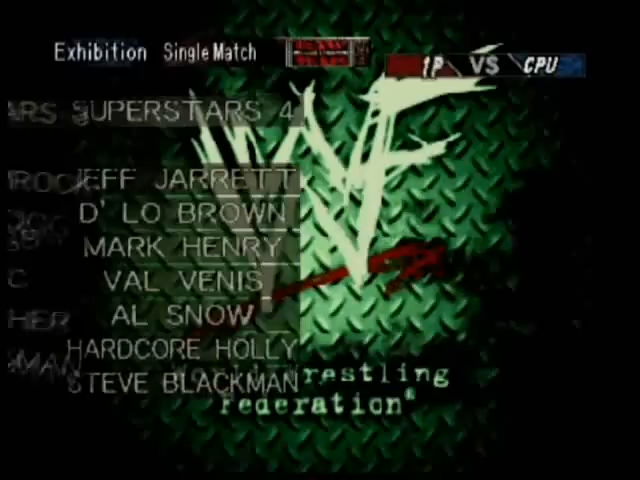 Exhibition Single Match
1P VS CPU
ARS SUPERSTARS 4
JEFF JARRETT
D' LO BROWN
MARK HENRY
VAL VENIS
AL SNOW
HARDCORE HOLLY
STEVE BLACKMAN
Federation®